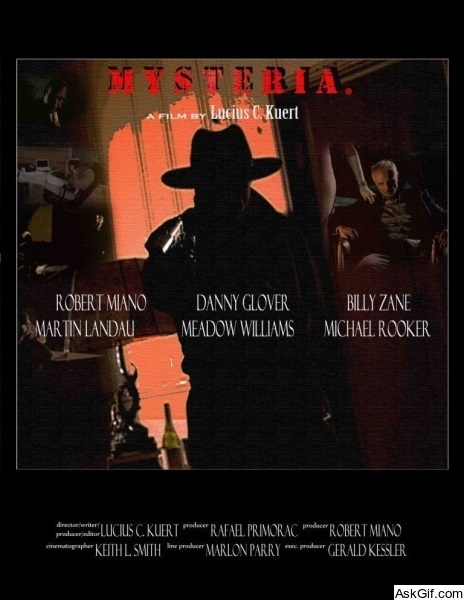 MYSTERIA.
A FILM BY Lucius C. Kuert
ROBERT MIANO DANNY GLOVER BILLY ZANE
MARTIN LANDAU MEADOW WILLIAMS MICHAEL ROOKER
director/writer/
producer/editor LUCIUS C. KUERT producer RAFAEL PRIMORAC producer ROBERT MIANO
cinematographer KEITH L. SMITH line producer MARLON PARRY exec. producer GERALD KESSLER
AskGif.com